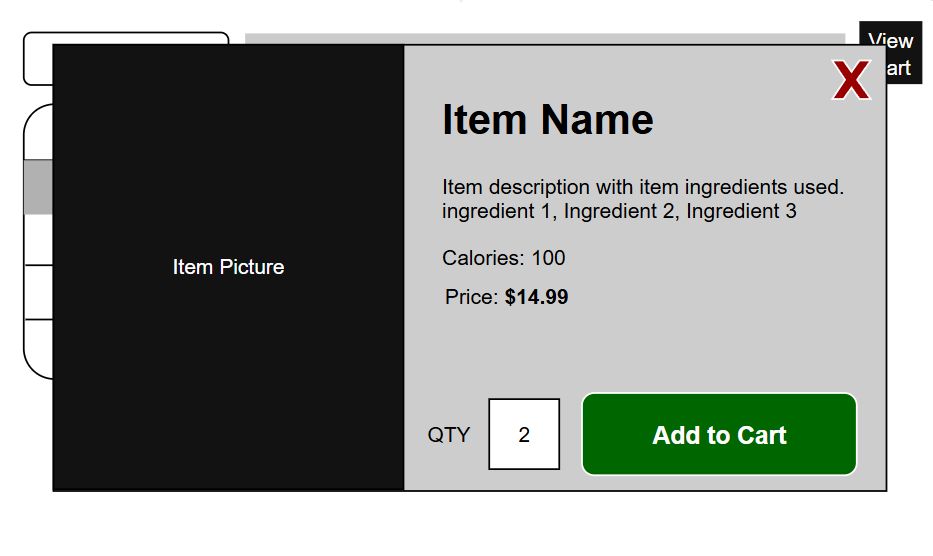 View
art
X
Item Name
Item description with item ingredients used.
ingredient 1, Ingredient 2, Ingredient 3
Item Picture
Calories: 100
Price: $14.99
QTY
2
Add to Cart